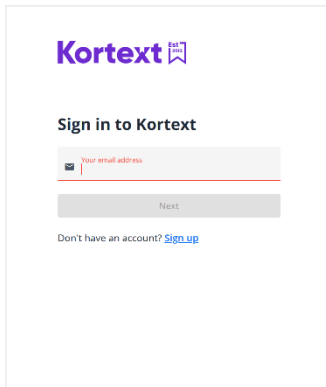 Kortext Est 2013
Sign in to Kortext
Your email address
Next
Don't have an account? Sign up